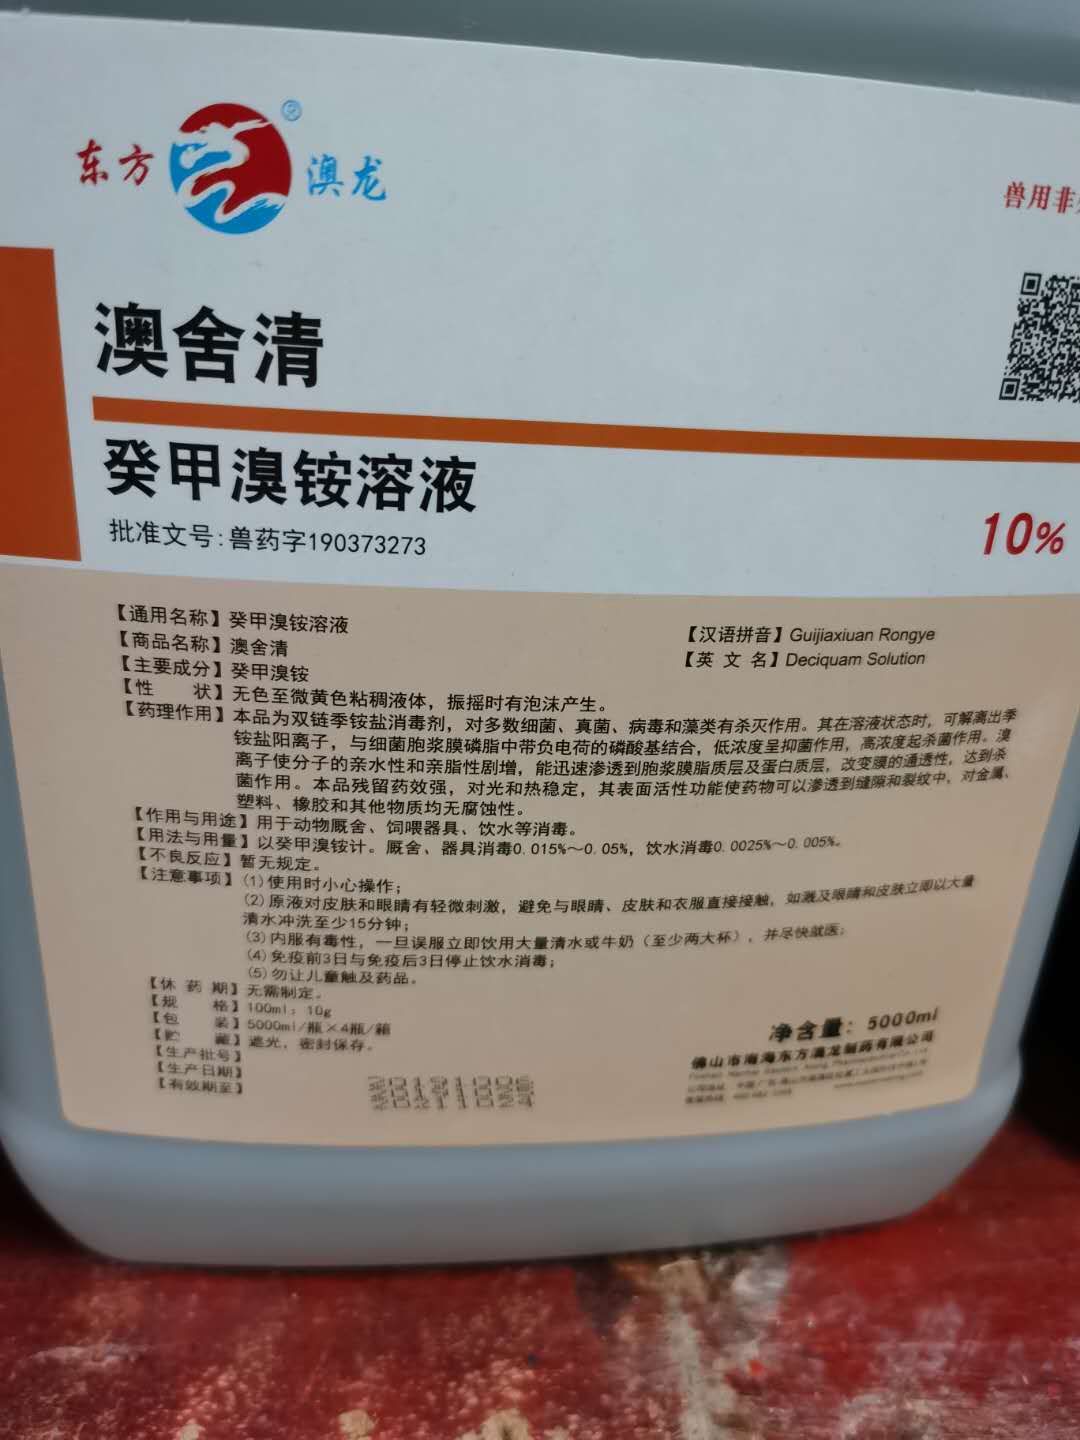 东方 澳龙 ®
兽用非
澳舍清
癸甲溴铵溶液
批准文号:兽药字190373273
10%
【通用名称】癸甲溴铵溶液
【汉语拼音】Guijiaxiuan Rongye
【商品名称】澳舍清
【英 文 名】Deciquam Solution
【主要成分】癸甲溴铵
【性 状】无色至微黄色粘稠液体，振摇时有泡沫产生。
【药理作用】本品为双链季铵盐消毒剂，对多数细菌、真菌、病毒和藻类有杀灭作用。其在溶液状态时，可解离出季
铵盐阳离子，与细菌胞浆膜磷脂中带负电荷的磷酸基结合，低浓度呈抑菌作用，高浓度起杀菌作用。溴
离子使分子的亲水性和亲脂性剧增，能迅速渗透到胞浆膜脂质层及蛋白质层，改变膜的通透性，达到杀
菌作用。本品残留药效强，对光和热稳定，其表面活性功能使药物可以渗透到缝隙和裂纹中，对金属、
塑料、橡胶和其他物质均无腐蚀性。
【作用与用途】用于动物厩舍、饲喂器具、饮水等消毒。
【用法与用量】以癸甲溴铵计。厩舍、器具消毒0.015%～0.05%，饮水消毒0.0025%～0.005%。
【不良反应】暂无规定。
【注意事项】(1)使用时小心操作；
(2)原液对皮肤和眼睛有轻微刺激，避免与眼睛、皮肤和衣服直接接触，如溅及眼睛和皮肤立即以大量
清水冲洗至少15分钟；
(3)内服有毒性，一旦误服立即饮用大量清水或牛奶（至少两大杯），并尽快就医；
(4)免疫前3日与免疫后3日停止饮水消毒；
(5)勿让儿童触及药品。
【休 药 期】无需制定。
【规 格】100ml：10g
【包 装】5000ml/瓶×4瓶/箱
【贮 藏】遮光，密封保存。
【生产批号】
【生产日期】
【有效期至】
净含量：5000ml
佛山市南海东方澳龙制药有限公司